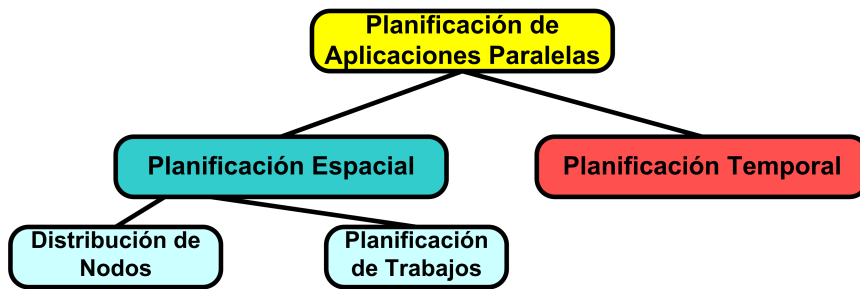 Planificación de
Aplicaciones Paralelas
Planificación Espacial
Planificación Temporal
Distribución de
Nodos
Planificación
de Trabajos